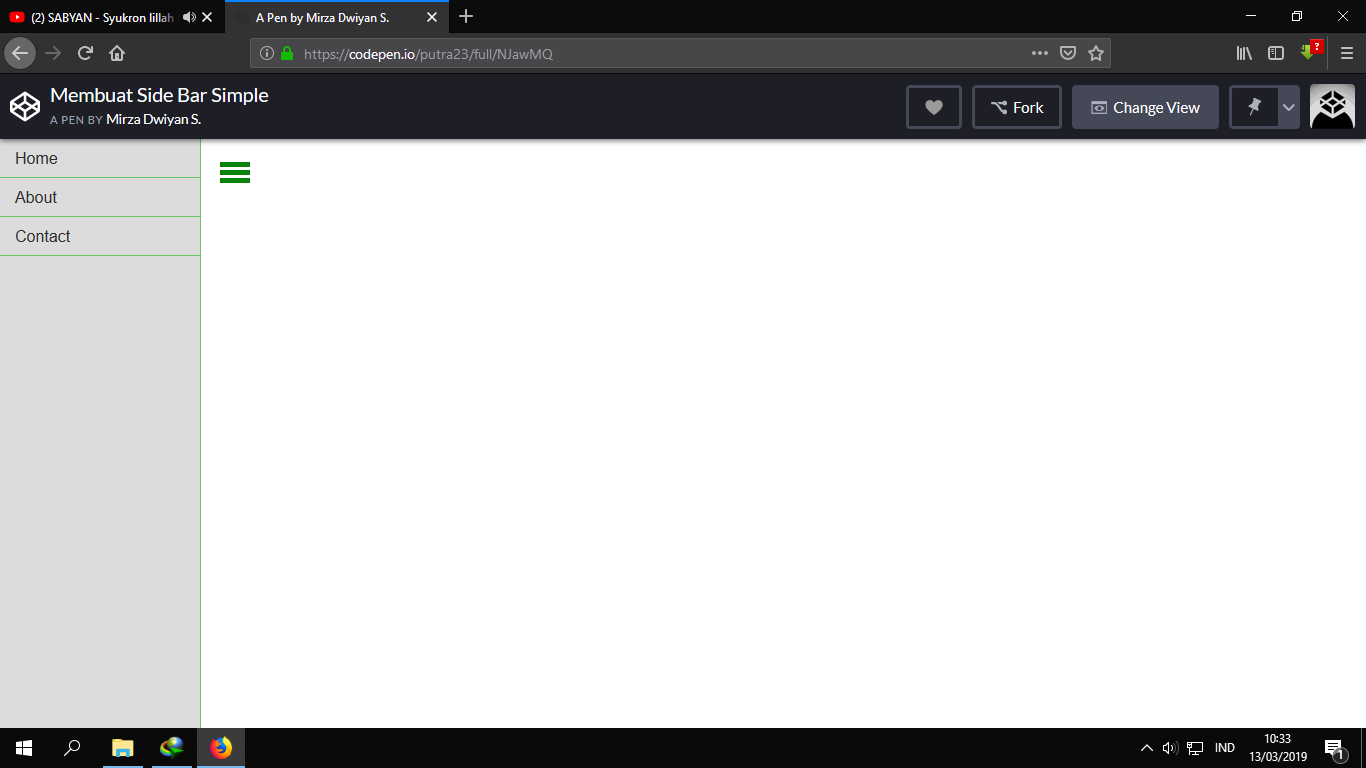 (2) SABYAN - Syukron lillah
A Pen by Mirza Dwiyan S.
https://codepen.io/putra23/full/NJawMQ
?
Membuat Side Bar Simple
A PEN BY Mirza Dwiyan S.
Fork
Change View
Home
About
Contact
IND
10:33
13/03/2019
1